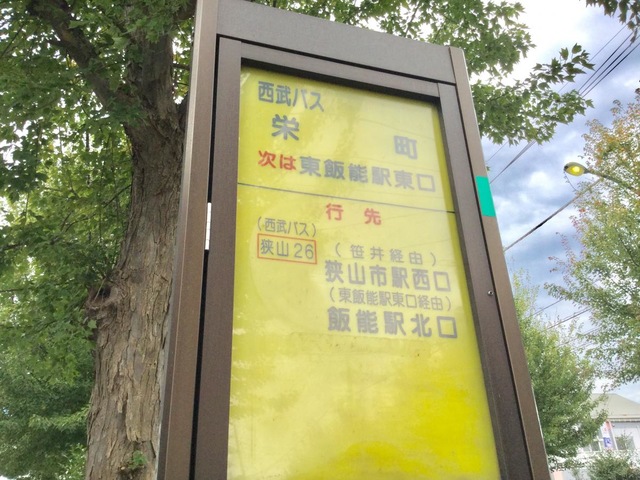 西武バス
栄町
次は東飯能駅東口
行先
(西武バス)
狭山26
(笹井経由)
狭山市駅西口
(東飯能駅東口経由)
飯能駅北口